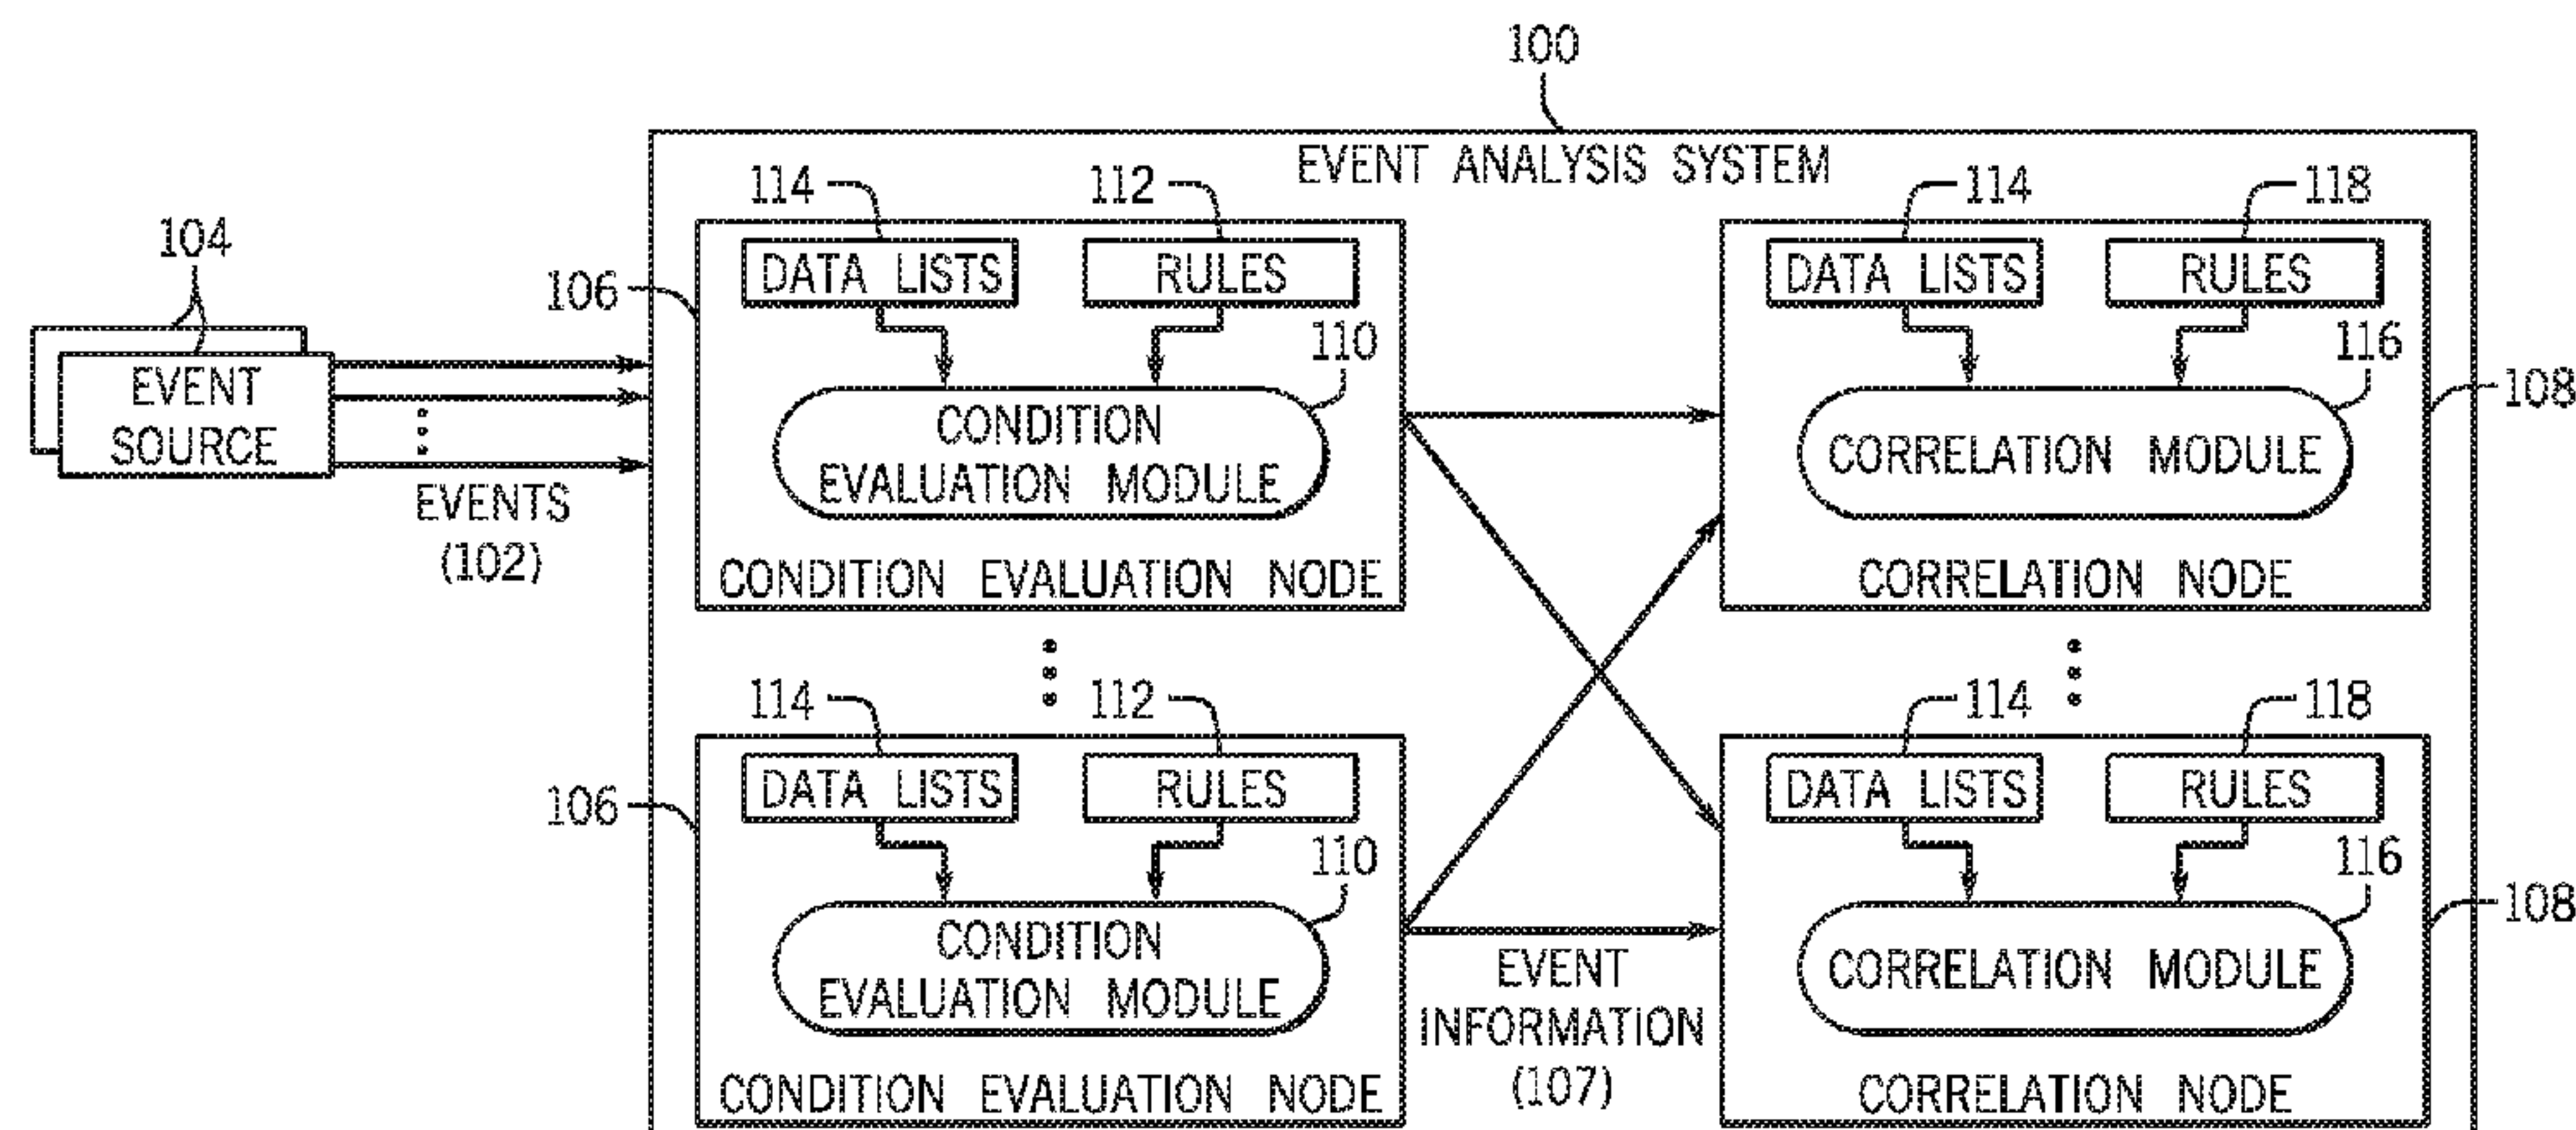 100
EVENT ANALYSIS SYSTEM
104
EVENT
SOURCE
EVENTS
(102)
106
114
112
DATA LISTS
RULES
110
CONDITION
EVALUATION MODULE
CONDITION EVALUATION NODE
114
118
DATA LISTS
RULES
116
108
CORRELATION MODULE
CORRELATION NODE
106
114
112
DATA LISTS
RULES
110
CONDITION
EVALUATION MODULE
CONDITION EVALUATION NODE
EVENT
INFORMATION
(107)
114
118
DATA LISTS
RULES
116
108
CORRELATION MODULE
CORRELATION NODE